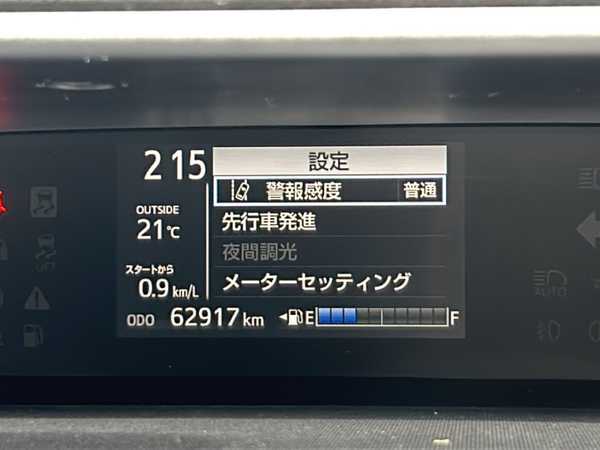 215
設定
警報感度 普通
OUTSIDE
先行車発進
21℃
夜間調光
スタートから
メーターセッティング
0.9 km/L
ODO 62917 km
E F
AUTO